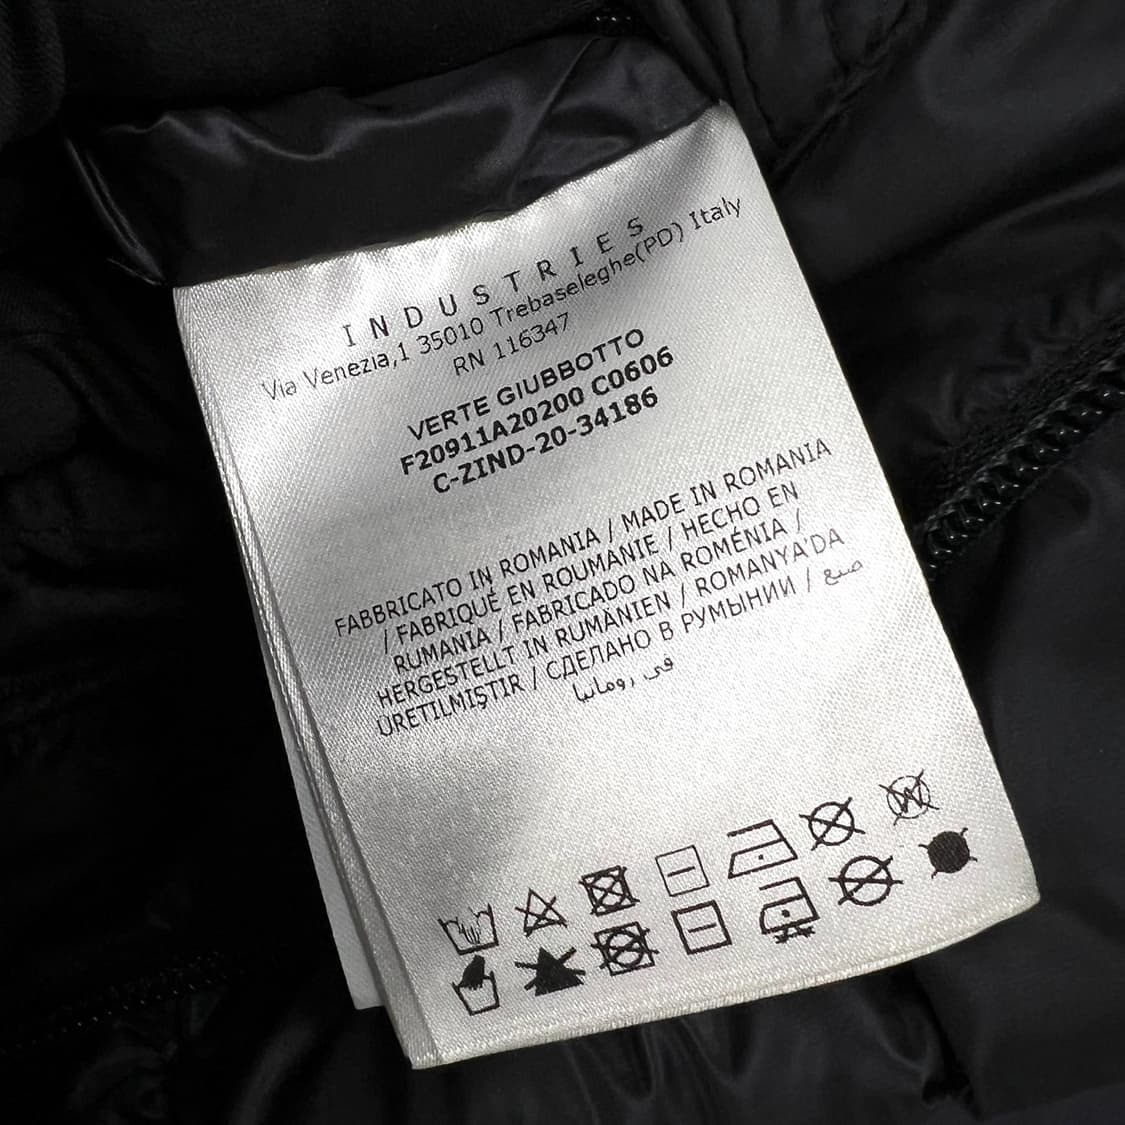 INDUSTRIES
Via Venezia,1 35010 Trebaseleghe(PD) Italy
RN 116347
VERTE GIUBBOTTO
F20911A20200 C0606
C-ZIND-20-34186
FABBRICATO IN ROMANIA / MADE IN ROMANIA
/ FABRIQUÉ EN ROUMANIE / HECHO EN
RUMANIA / FABRICADO NA ROMÉNIA /
HERGESTELLT IN RUMÄNIEN / ROMANYA'DA
ÜRETILMIŞTIR / СДЕЛАНО В РУМЫНИИ / صنع
في رومانيا